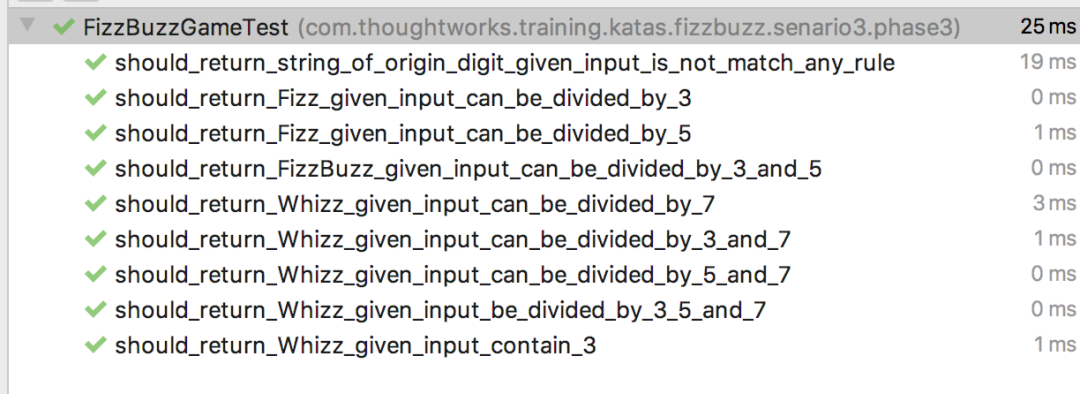 FizzBuzzGameTest (com.thoughtworks.training.katas.fizzbuzz.senario3.phase3) 25 ms
should_return_string_of_origin_digit_given_input_is_not_match_any_rule 19 ms
should_return_Fizz_given_input_can_be_divided_by_3 0 ms
should_return_Fizz_given_input_can_be_divided_by_5 1 ms
should_return_FizzBuzz_given_input_can_be_divided_by_3_and_5 0 ms
should_return_Whizz_given_input_can_be_divided_by_7 3 ms
should_return_Whizz_given_input_can_be_divided_by_3_and_7 1 ms
should_return_Whizz_given_input_can_be_divided_by_5_and_7 0 ms
should_return_Whizz_given_input_be_divided_by_3_5_and_7 0 ms
should_return_Whizz_given_input_contain_3 1 ms